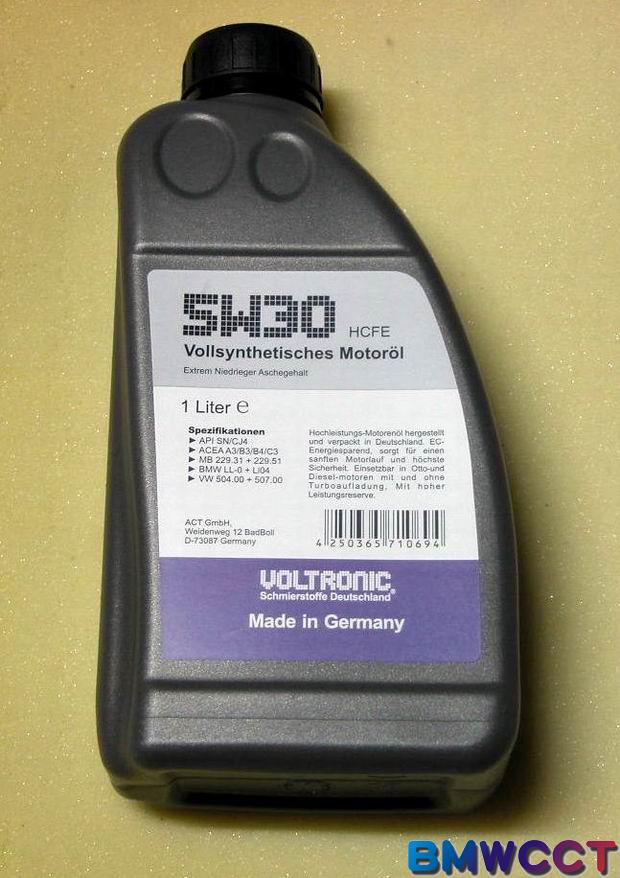 5W30 HCFE
Vollsynthetisches Motoröl
Extrem Niedrieger Aschegehalt
1 Liter ℮
Spezifikationen
► API SN/CJ4
► ACEA A3/B3/B4/C3
► MB 229.31 + 229.51
► BMW LL-0 + Ll04
► VW 504.00 + 507.00
Hochleistungs-Motorenöl hergestellt
und verpackt in Deutschland. EC-
Energiesparend, sorgt für einen
sanften Motorlauf und höchste
Sicherheit. Einsetzbar in Otto-und
Diesel-motoren mit und ohne
Turboaufladung. Mit hoher
Leistungsreserve.
ACT GmbH,
Weidenweg 12 BadBoll
D-73087 Germany
4 250365 710694
VOLTRONIC®
Schmierstoffe Deutschland
Made in Germany
BMWCCT